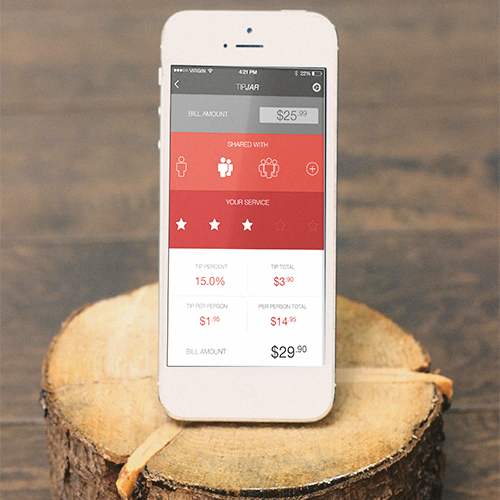 ●●●○○ VIRGIN 4:21 PM 22%
TIPJAR
BILL AMOUNT $25.99
SHARED WITH
YOUR SERVICE
TIP PERCENT TIP TOTAL
15.0% $3.90
TIP PER PERSON PER PERSON TOTAL
$1.95 $14.95
BILL AMOUNT $29.90